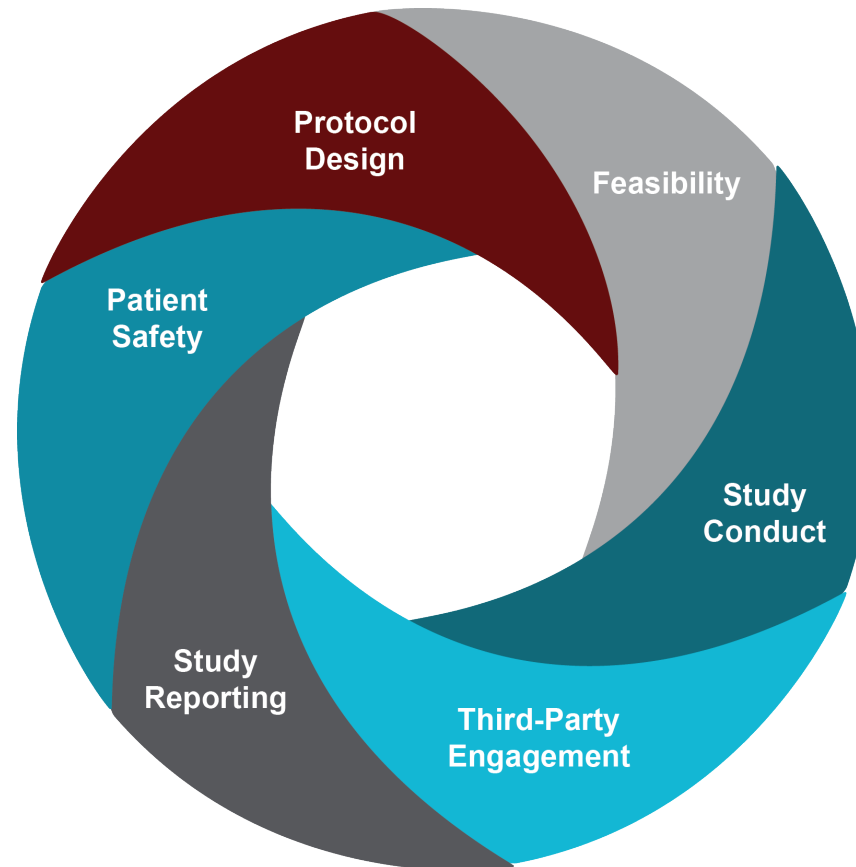 Protocol
Design
Feasibility
Study
Conduct
Third-Party
Engagement
Study
Reporting
Patient
Safety